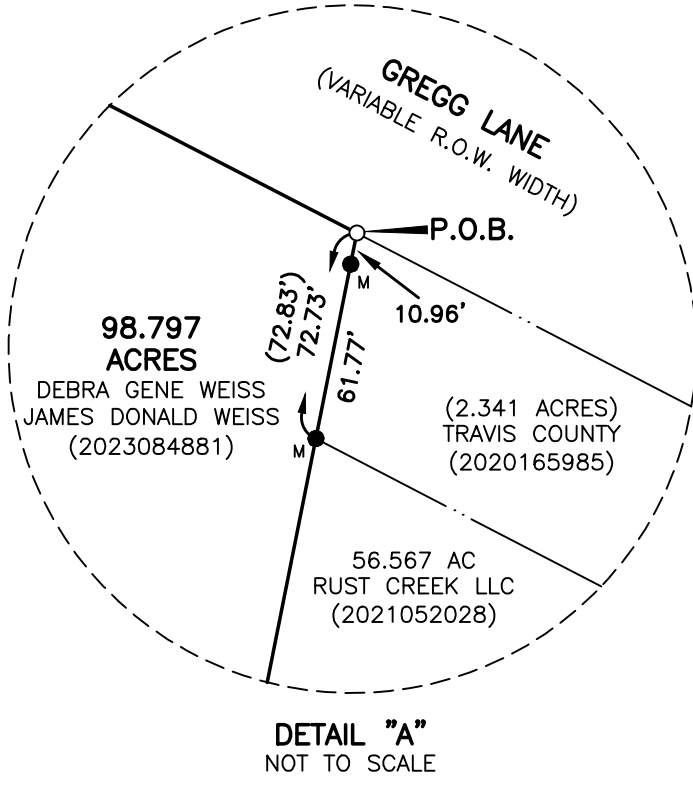 GREGG LANE
(VARIABLE R.O.W. WIDTH)
P.O.B.
M
10.96'
(72.83')
72.73'
61.77'
98.797
ACRES
DEBRA GENE WEISS
JAMES DONALD WEISS
(2023084881)
M
(2.341 ACRES)
TRAVIS COUNTY
(2020165985)
56.567 AC
RUST CREEK LLC
(2021052028)
DETAIL "A"
NOT TO SCALE